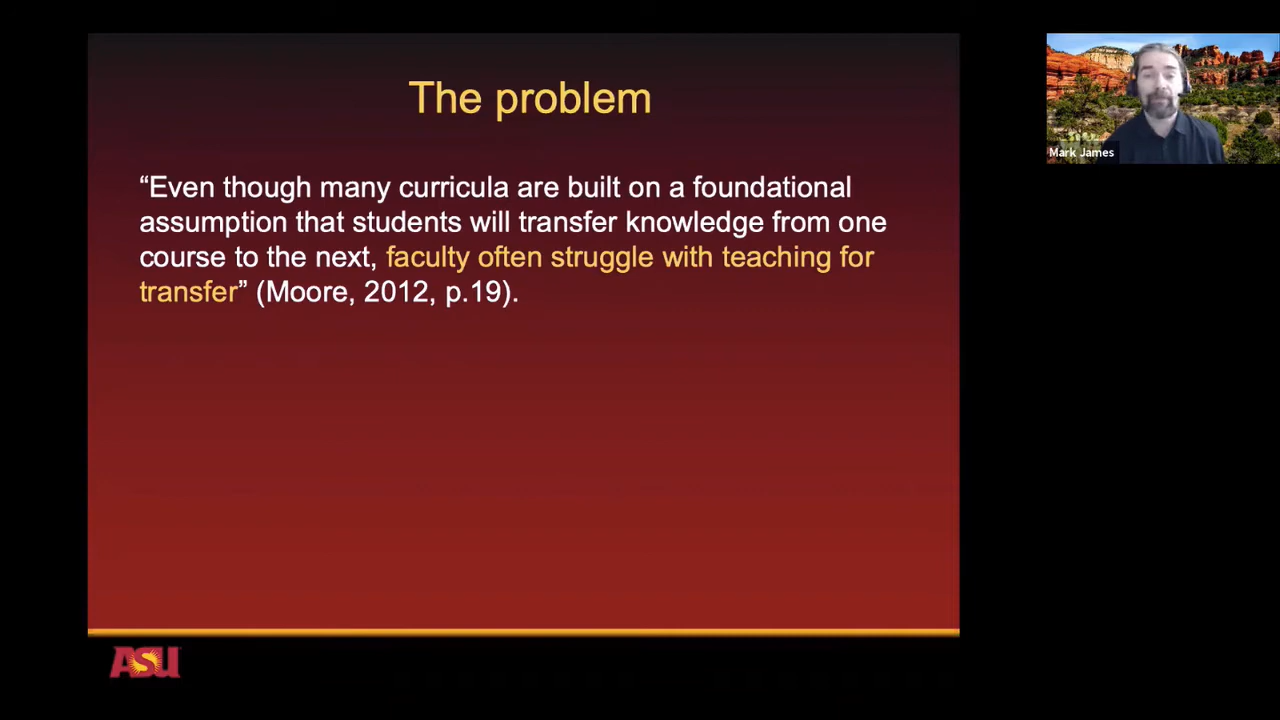 The problem
“Even though many curricula are built on a foundational
assumption that students will transfer knowledge from one
course to the next, faculty often struggle with teaching for
transfer” (Moore, 2012, p.19).
Mark James
ASU